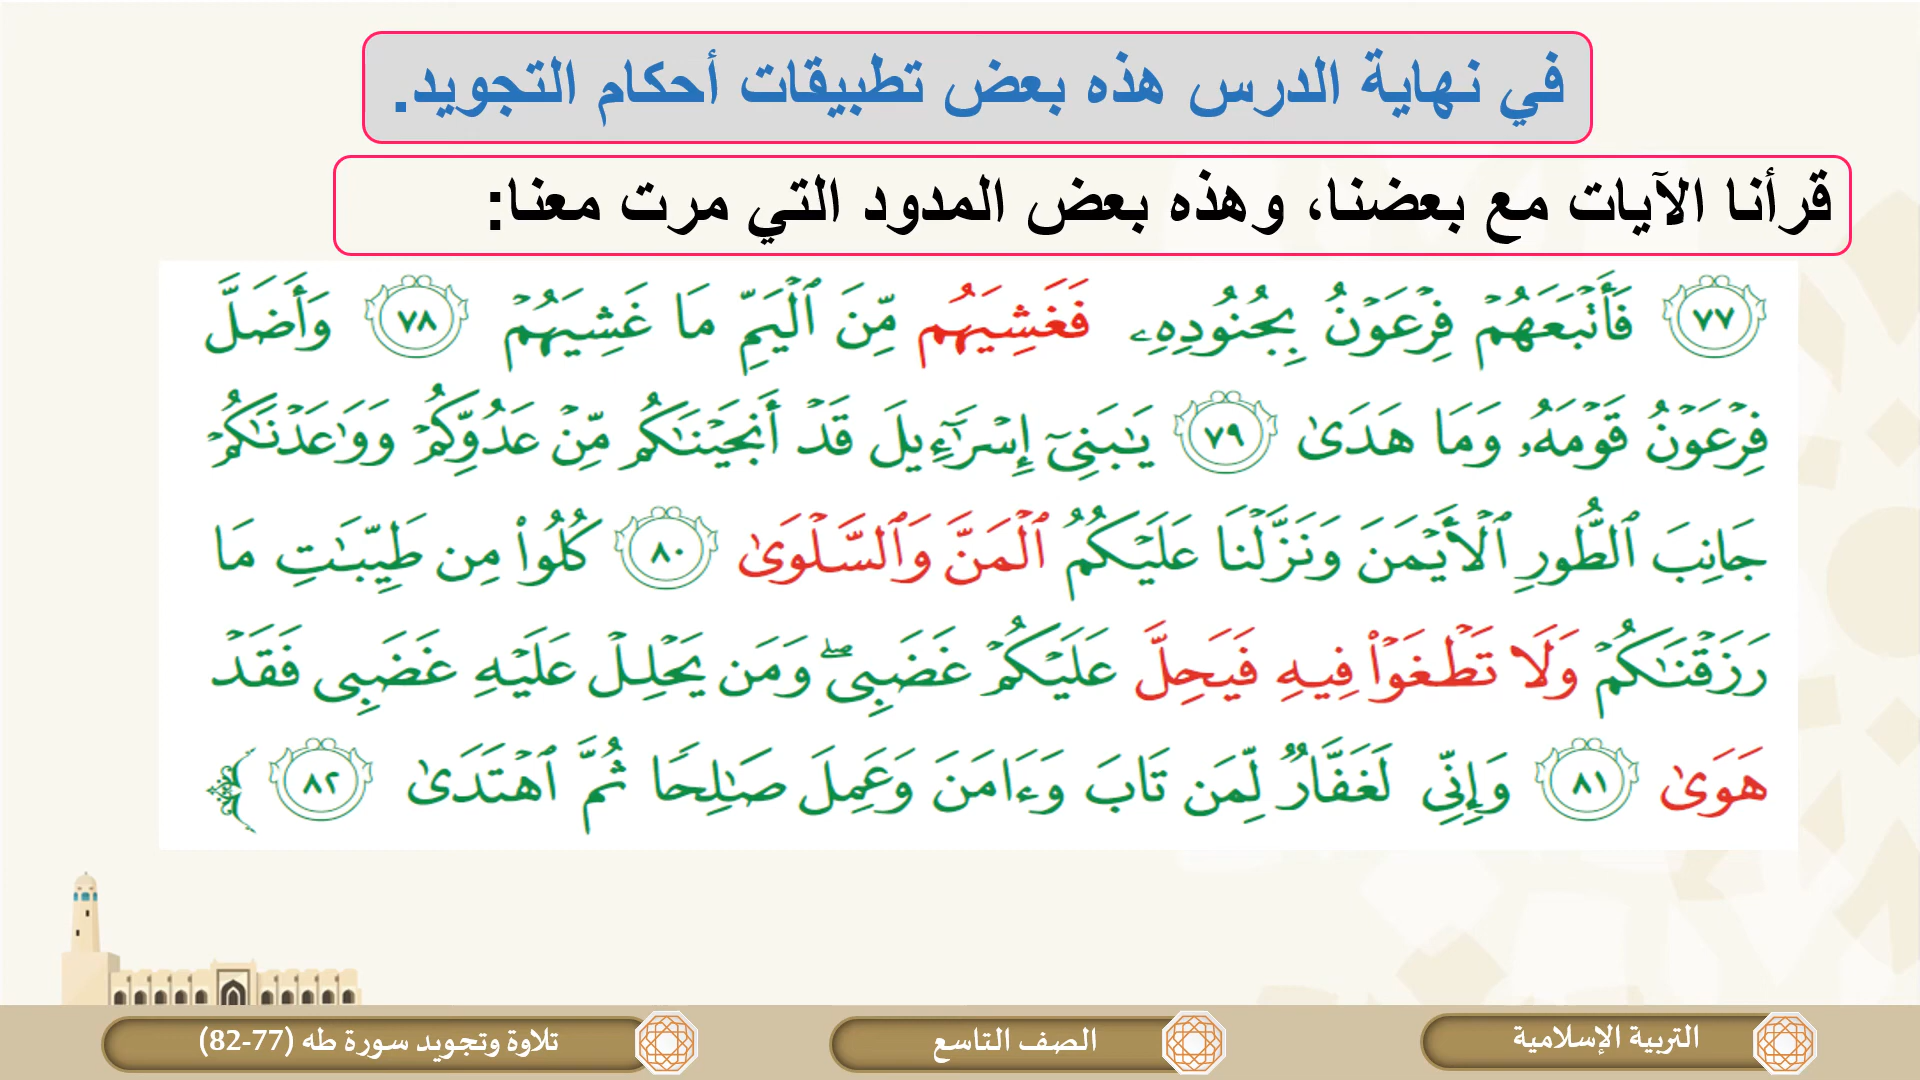 في نهاية الدرس هذه بعض تطبيقات أحكام التجويد.
قرأنا الآيات مع بعضنا، وهذه بعض المدود التي مرت معنا:
٧٧ فَأَتۡبَعَهُمۡ فِرۡعَوۡنُ بِجُنُودِهِۦ فَغَشِيَهُم مِّنَ ٱلۡيَمِّ مَا غَشِيَهُمۡ ٧٨ وَأَضَلَّ
فِرۡعَوۡنُ قَوۡمَهُۥ وَمَا هَدَىٰ ٧٩ يَٰبَنِيٓ إِسۡرَٰٓءِيلَ قَدۡ أَنجَيۡنَٰكُم مِّنۡ عَدُوِّكُمۡ وَوَٰعَدۡنَٰكُمۡ
جَانِبَ ٱلطُّورِ ٱلۡأَيۡمَنَ وَنَزَّلۡنَا عَلَيۡكُمُ ٱلۡمَنَّ وَٱلسَّلۡوَىٰ ٨٠ كُلُواْ مِن طَيِّبَٰتِ مَا
رَزَقۡنَٰكُمۡ وَلَا تَطۡغَوۡاْ فِيهِ فَيَحِلَّ عَلَيۡكُمۡ غَضَبِيۖ وَمَن يَحۡلِلۡ عَلَيۡهِ غَضَبِي فَقَدۡ
هَوَىٰ ٨١ وَإِنِّي لَغَفَّارٞ لِّمَن تَابَ وَءَامَنَ وَعَمِلَ صَٰلِحٗا ثُمَّ ٱهۡتَدَىٰ ٨٢ ﴾
التربية الإسلامية
الصف التاسع
تلاوة وتجويد سورة طه (77-82)